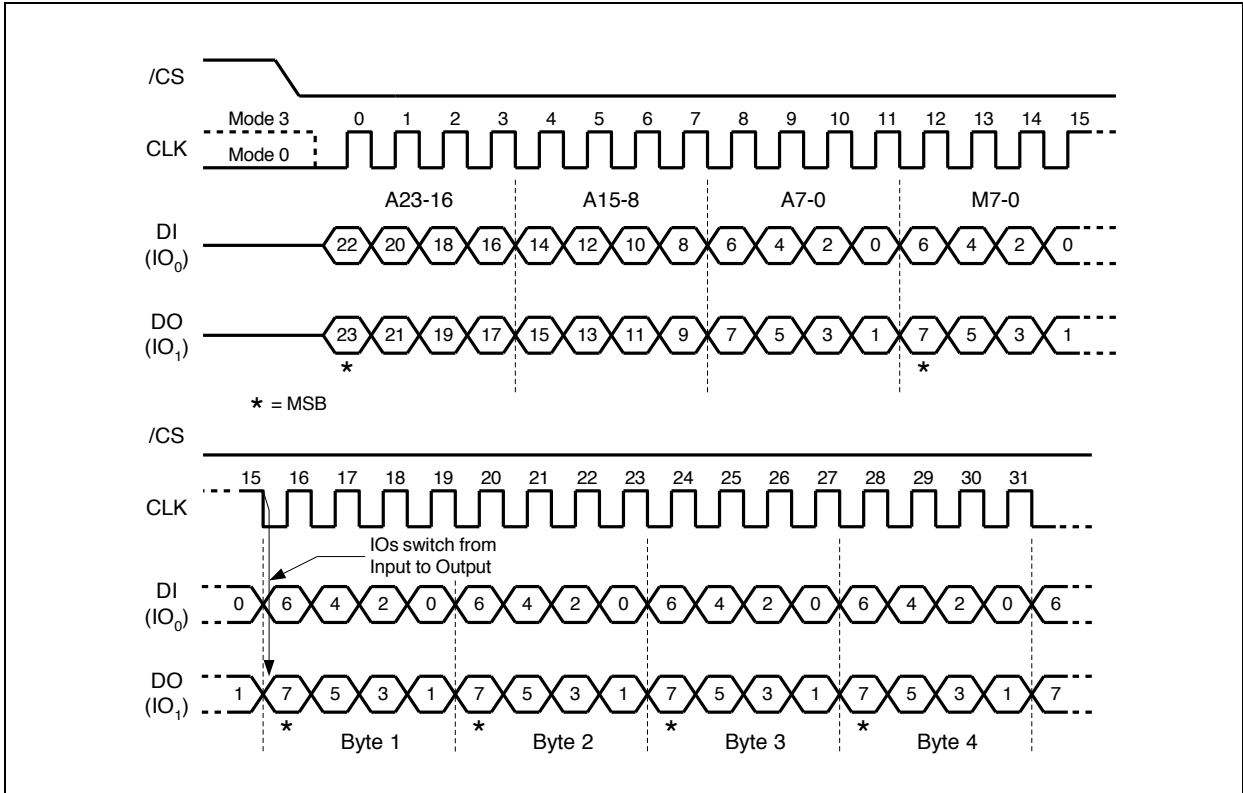 /CS
Mode 3 0 1 2 3 4 5 6 7 8 9 10 11 12 13 14 15
CLK
Mode 0
A23-16 A15-8 A7-0 M7-0
DI
(IO0) 22 20 18 16 14 12 10 8 6 4 2 0 6 4 2 0
DO
(IO1) 23 21 19 17 15 13 11 9 7 5 3 1 7 5 3 1
* *
* = MSB
/CS
15 16 17 18 19 20 21 22 23 24 25 26 27 28 29 30 31
CLK
IOs switch from
Input to Output
DI
(IO0) 0 6 4 2 0 6 4 2 0 6 4 2 0 6 4 2 0 6
DO
(IO1) 1 7 5 3 1 7 5 3 1 7 5 3 1 7 5 3 1 7
* * * *
Byte 1 Byte 2 Byte 3 Byte 4